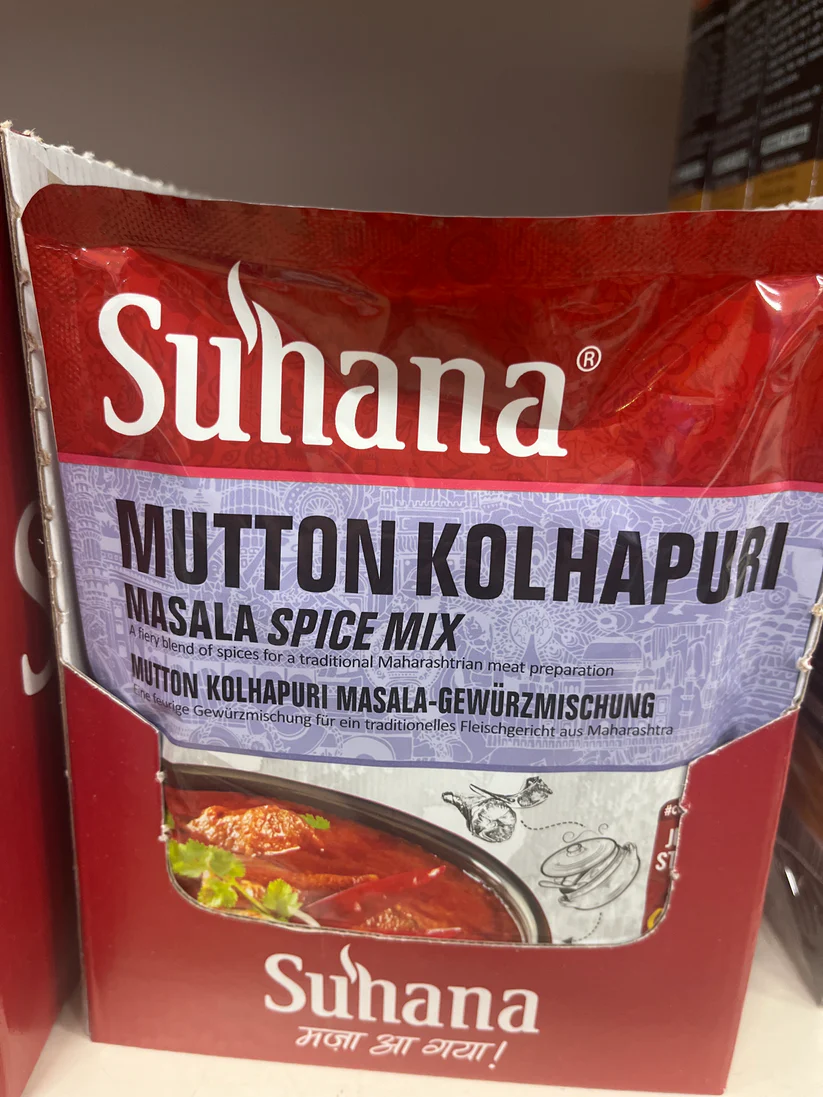 Suhana®
MUTTON KOLHAPURI
MASALA SPICE MIX
A fiery blend of spices for a traditional Maharashtrian meat preparation
MUTTON KOLHAPURI MASALA-GEWÜRZMISCHUNG
Eine feurige Gewürzmischung für ein traditionelles Fleischgericht aus Maharashtra
Suhana
मज़ा आ गया!